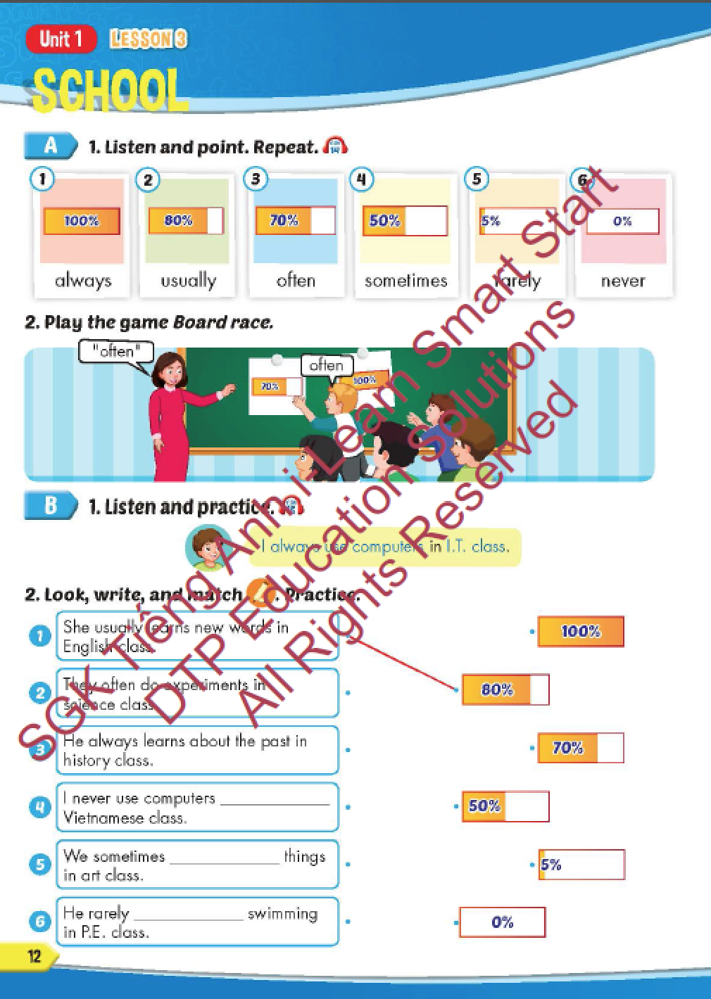 Unit 1 LESSON 3
SCHOOL
A 1. Listen and point. Repeat.
1 2 3 4 5 6
100% 80% 70% 50% 5% 0%
always usually often sometimes rarely never
2. Play the game Board race.
"often"
often
70% 100%
B 1. Listen and practice.
I always use computers in I.T. class.
2. Look, write, and match. Practice.
1 She usually learns new words in
English class.
100%
2 They often do experiments in
science class.
80%
3 He always learns about the past in
history class.
70%
4 I never use computers ____________
Vietnamese class.
50%
5 We sometimes ____________ things
in art class.
5%
6 He rarely ____________ swimming
in P.E. class.
0%
12
SGK Tiếng Anh i-Learn Smart Start
DTP Education Solutions
All Rights Reserved